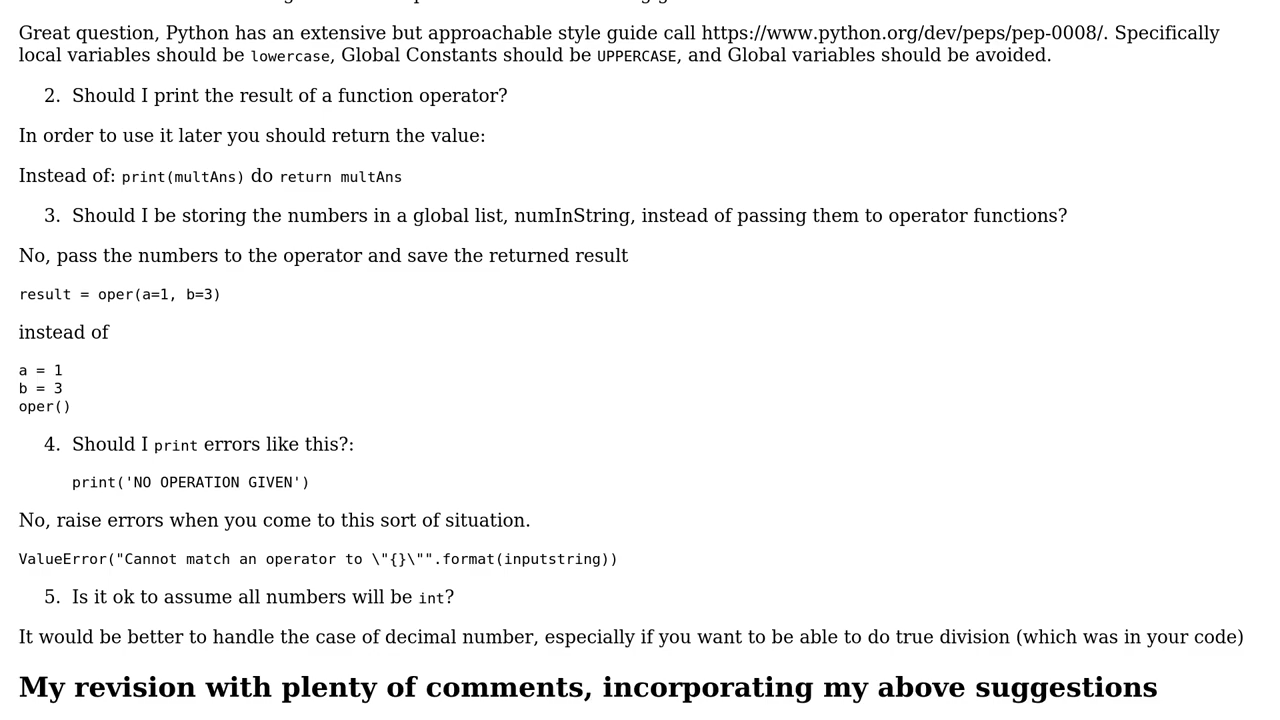 Great question, Python has an extensive but approachable style guide call https://www.python.org/dev/peps/pep-0008/. Specifically
local variables should be lowercase, Global Constants should be UPPERCASE, and Global variables should be avoided.
2. Should I print the result of a function operator?
In order to use it later you should return the value:
Instead of: print(multAns) do return multAns
3. Should I be storing the numbers in a global list, numInString, instead of passing them to operator functions?
No, pass the numbers to the operator and save the returned result
result = oper(a=1, b=3)
instead of
a = 1
b = 3
oper()
4. Should I print errors like this?:
print('NO OPERATION GIVEN')
No, raise errors when you come to this sort of situation.
ValueError("Cannot match an operator to \"{}\"".format(inputstring))
5. Is it ok to assume all numbers will be int?
It would be better to handle the case of decimal number, especially if you want to be able to do true division (which was in your code)
My revision with plenty of comments, incorporating my above suggestions